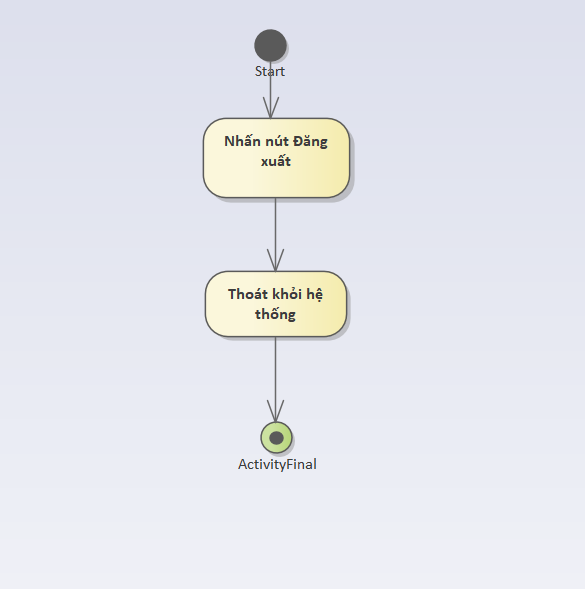 Start
Nhấn nút Đăng
xuất
Thoát khỏi hệ
thống
ActivityFinal